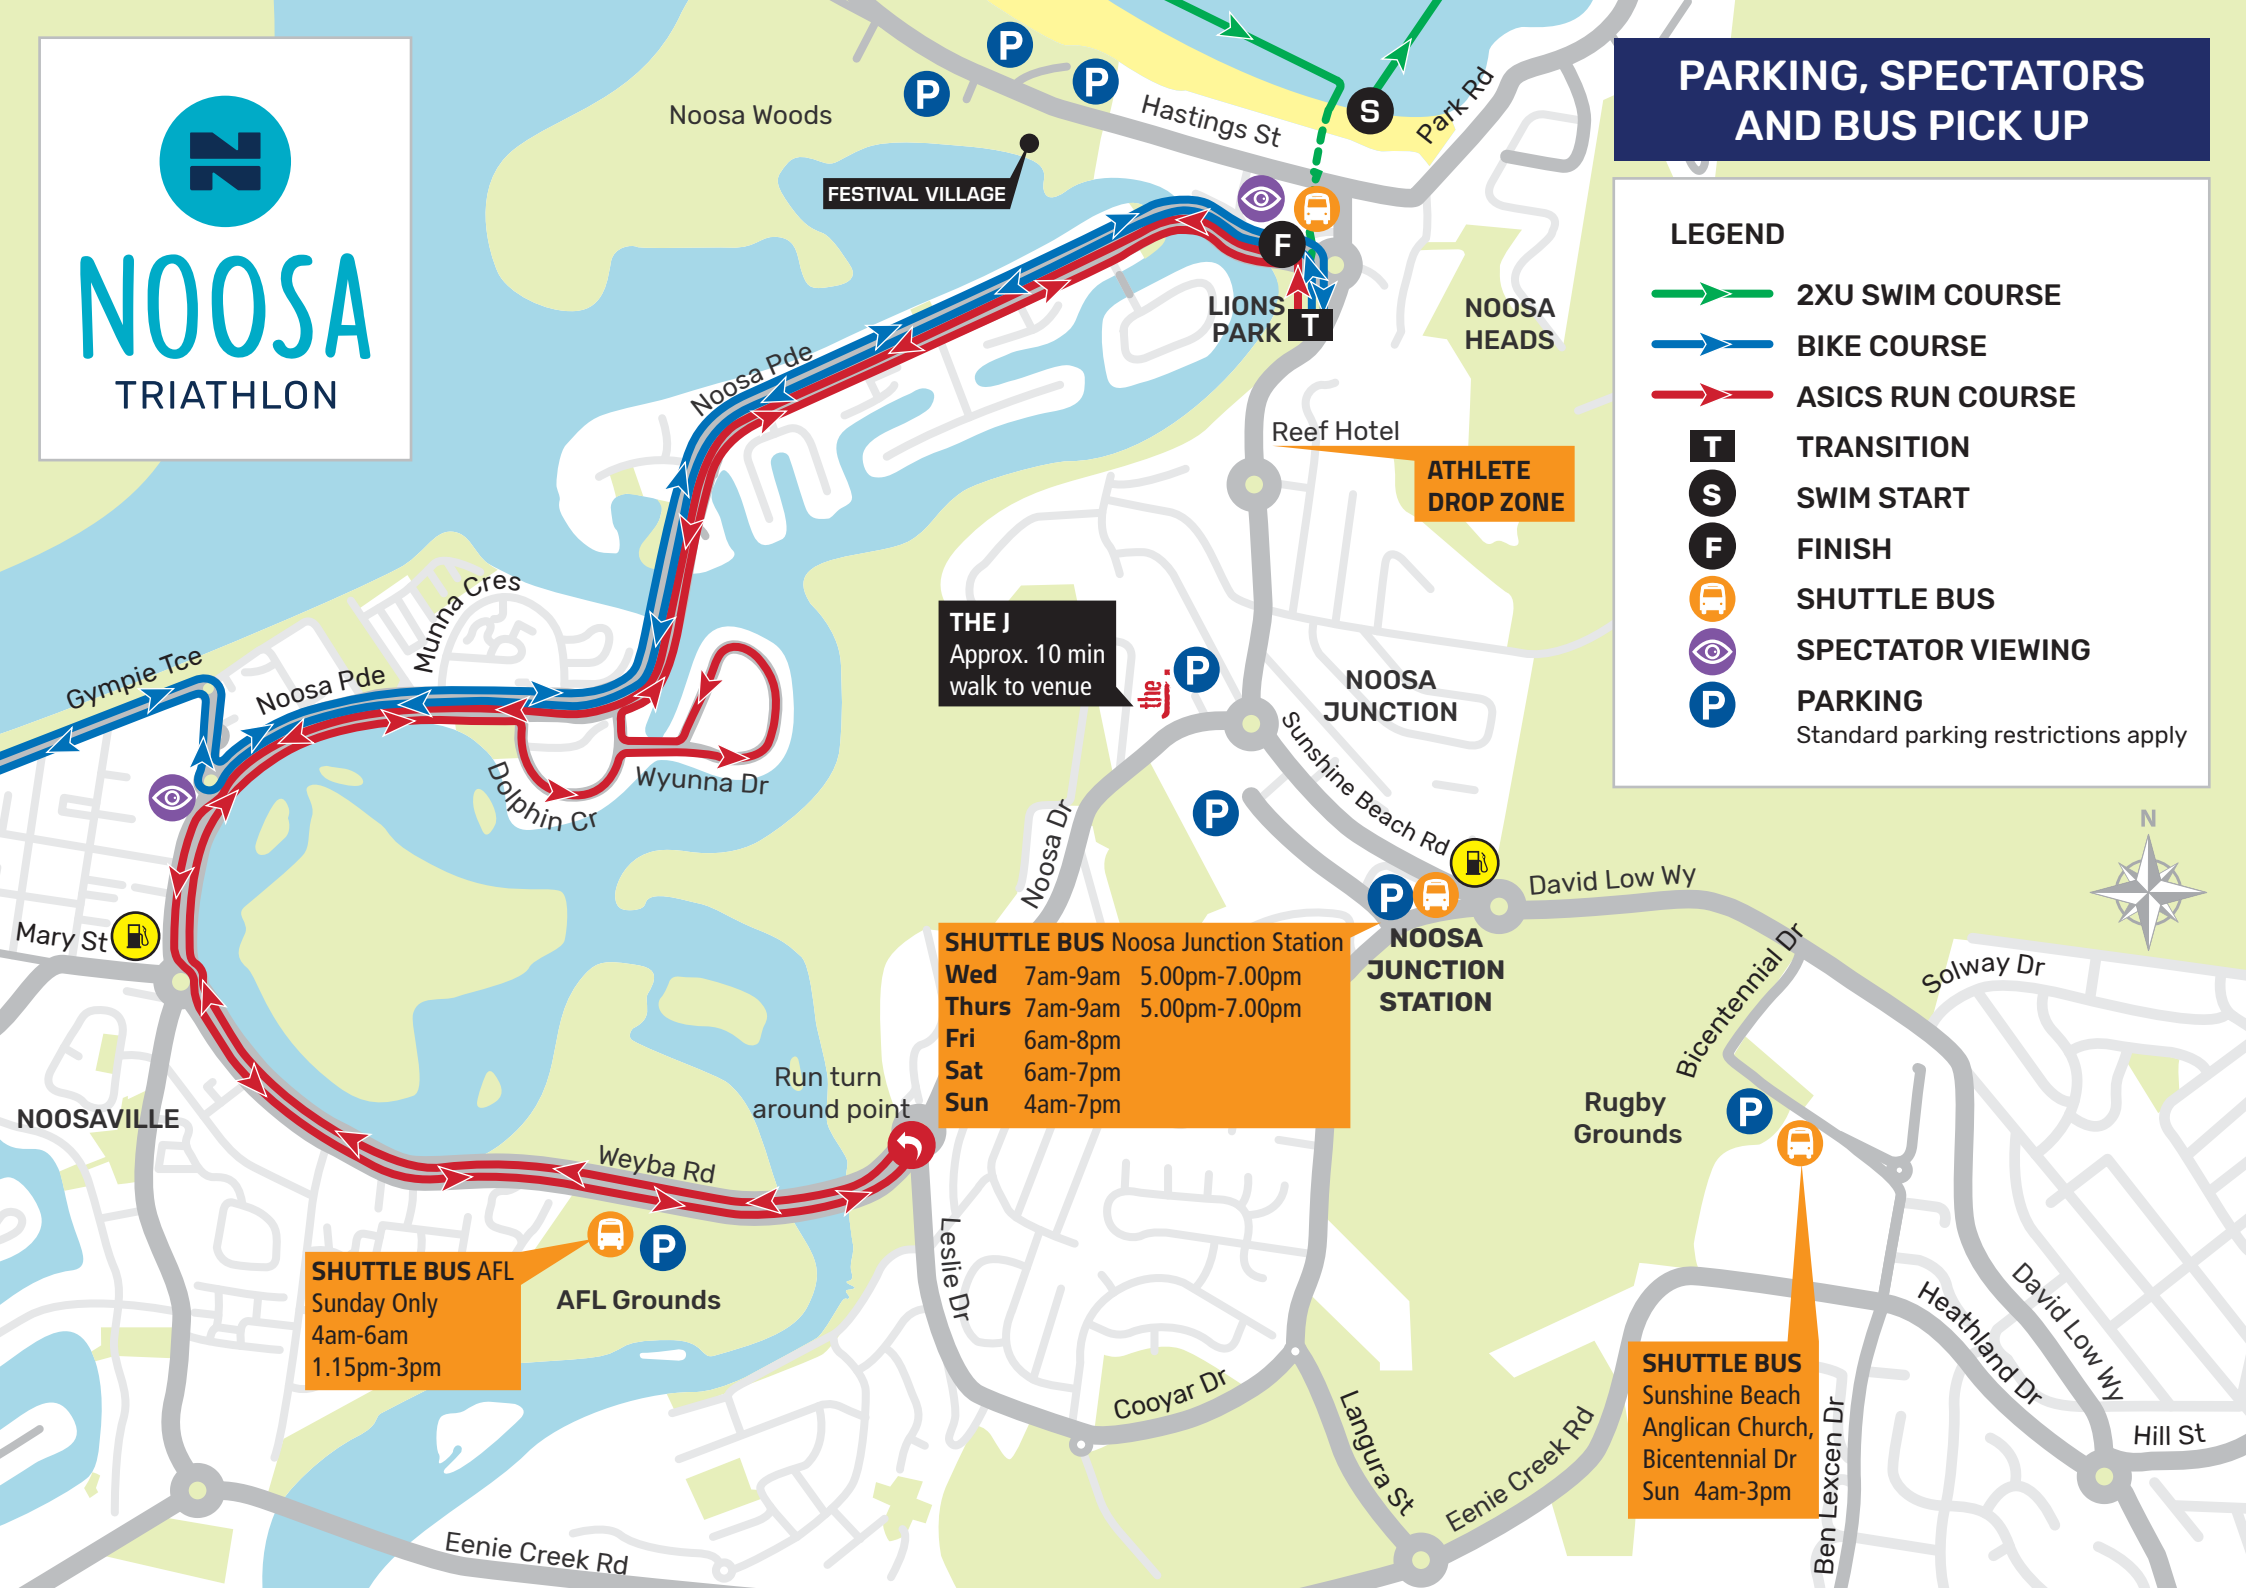 NOOSA
TRIATHLON
PARKING, SPECTATORS
AND BUS PICK UP
LEGEND
2XU SWIM COURSE
BIKE COURSE
ASICS RUN COURSE
T
TRANSITION
S
SWIM START
F
FINISH
SHUTTLE BUS
SPECTATOR VIEWING
P
PARKING
Standard parking restrictions apply
N
P
P
P
Noosa Woods
Hastings St
S
Park Rd
FESTIVAL VILLAGE
F
LIONS
PARK
T
NOOSA
HEADS
Noosa Pde
Reef Hotel
ATHLETE
DROP ZONE
Munna Cres
Gympie Tce
Noosa Pde
THE J
Approx. 10 min
walk to venue
the J.
P
NOOSA
JUNCTION
Dolphin Cr
Wyunna Dr
Sunshine Beach Rd
P
Noosa Dr
P
David Low Wy
Mary St
SHUTTLE BUS Noosa Junction Station
Wed 7am-9am 5.00pm-7.00pm
Thurs 7am-9am 5.00pm-7.00pm
Fri 6am-8pm
Sat 6am-7pm
Sun 4am-7pm
NOOSA
JUNCTION
STATION
Bicentennial Dr
Solway Dr
Run turn
around point
NOOSAVILLE
Rugby
Grounds
P
Weyba Rd
Leslie Dr
P
SHUTTLE BUS AFL
Sunday Only
4am-6am
1.15pm-3pm
AFL Grounds
Heathland Dr
David Low Wy
Cooyar Dr
Langura St
SHUTTLE BUS
Sunshine Beach
Anglican Church,
Bicentennial Dr
Sun 4am-3pm
Ben Lexcen Dr
Hill St
Eenie Creek Rd
Eenie Creek Rd